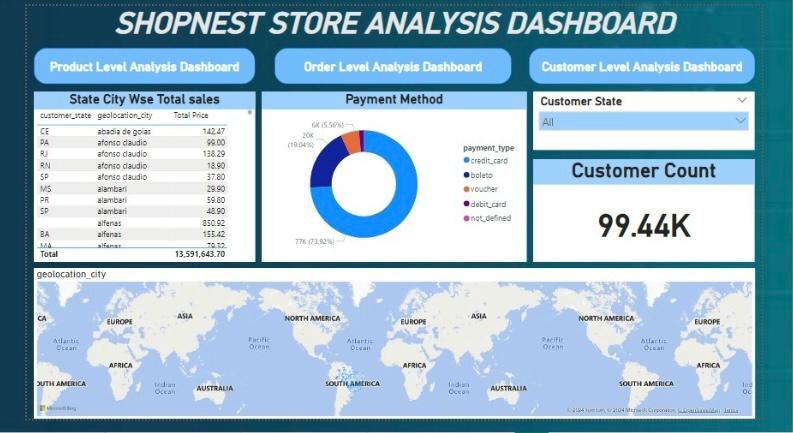 SHOPNEST STORE ANALYSIS DASHBOARD
Product Level Analysis Dashboard
Order Level Analysis Dashboard
Customer Level Analysis Dashboard
State City Wse Total sales
customer_state geolocation_city Total Price
CE abadia de goias 142.47
PA afonso claudio 99.00
RJ afonso claudio 138.29
RN afonso claudio 18.90
SP afonso claudio 37.80
MS alambari 29.90
PR alambari 59.80
SP alambari 48.90
alfenas 850.92
BA alfenas 155.42
MA alfenas 79.32
Total 13,591,643.70
Payment Method
6K (5.56%)
20K
(19.04%)
77K (73.92%)
payment_type
credit_card
boleto
voucher
debit_card
not_defined
Customer State
All
Customer Count
99.44K
geolocation_city
CA
EUROPE
ASIA
NORTH AMERICA
EUROPE
ASIA
NORTH AMERICA
EUROPE
Atlantic
Ocean
Pacific
Ocean
Atlantic
Ocean
Pacific
Ocean
Atlantic
Ocean
AFRICA
AFRICA
AFRICA
OUTH AMERICA
Indian
Ocean
AUSTRALIA
SOUTH AMERICA
Indian
Ocean
AUSTRALIA
SOUTH AMERICA
Ind
Oc
Microsoft Bing
© 2024 TomTom, © 2024 Microsoft Corporation, © OpenStreetMap Terms